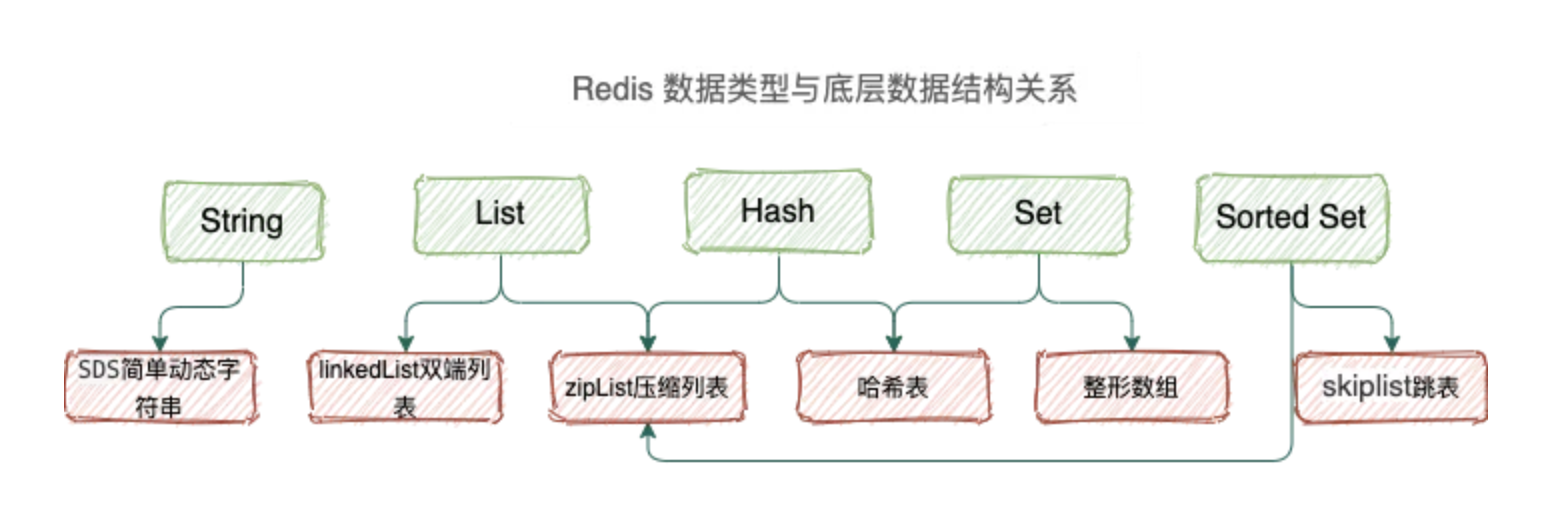 Redis 数据类型与底层数据结构关系
String
List
Hash
Set
Sorted Set
SDS简单动态字
符串
linkedList双端列
表
zipList压缩列表
哈希表
整形数组
skiplist跳表